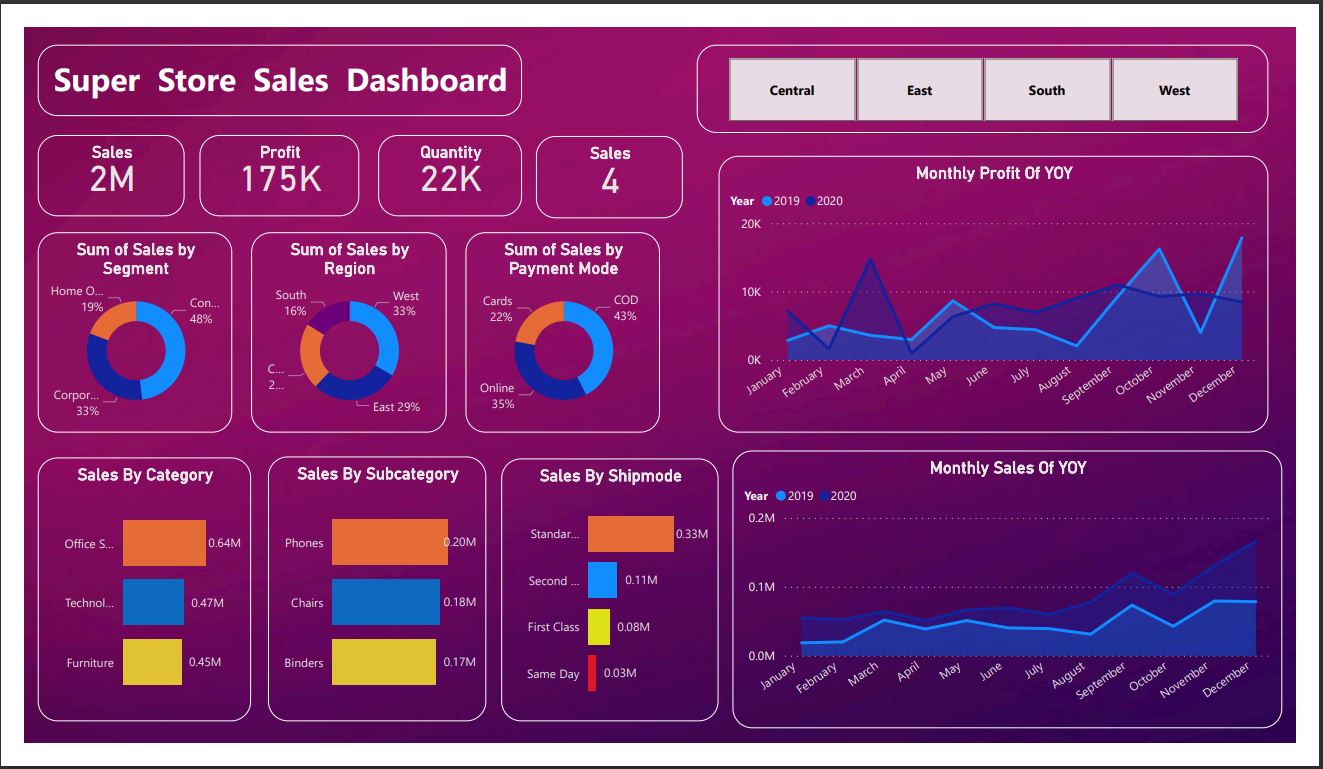 Super Store Sales Dashboard
Central
East
South
West
Sales
2M
Profit
175K
Quantity
22K
Sales
4
Sum of Sales by
Segment
Home O...
19%
Con...
48%
Corpor...
33%
Sum of Sales by
Region
South
16%
West
33%
C...
2...
East 29%
Sum of Sales by
Payment Mode
Cards
22%
COD
43%
Online
35%
Monthly Profit Of YOY
Year 2019 2020
20K
10K
0K
January
February
March
April
May
June
July
August
September
October
November
December
Sales By Category
Office S...
0.64M
Technol...
0.47M
Furniture
0.45M
Sales By Subcategory
Phones
0.20M
Chairs
0.18M
Binders
0.17M
Sales By Shipmode
Standar...
0.33M
Second ...
0.11M
First Class
0.08M
Same Day
0.03M
Monthly Sales Of YOY
Year 2019 2020
0.2M
0.1M
0.0M
January
February
March
April
May
June
July
August
September
October
November
December